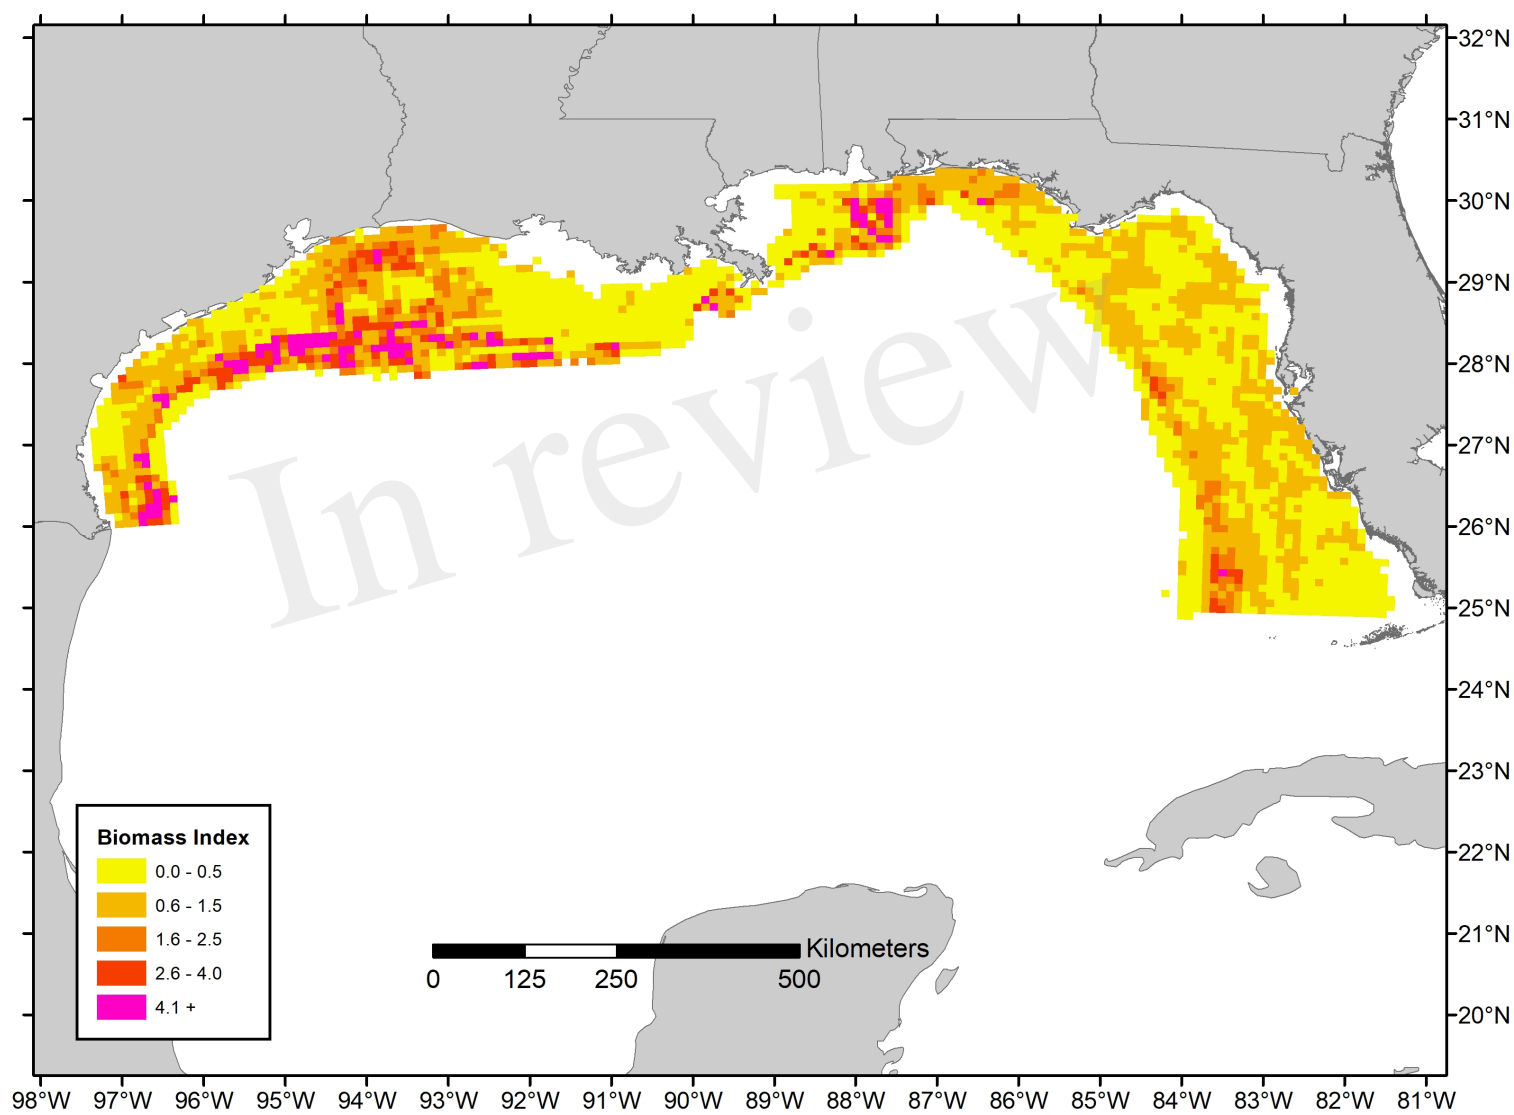 32°N
31°N
30°N
29°N
28°N
27°N
26°N
25°N
24°N
23°N
22°N
21°N
20°N
In review
Biomass Index
0.0 - 0.5
0.6 - 1.5
1.6 - 2.5
2.6 - 4.0
4.1 +
Kilometers
0 125 250 500
98°W 97°W 96°W 95°W 94°W 93°W 92°W 91°W 90°W 89°W 88°W 87°W 86°W 85°W 84°W 83°W 82°W 81°W